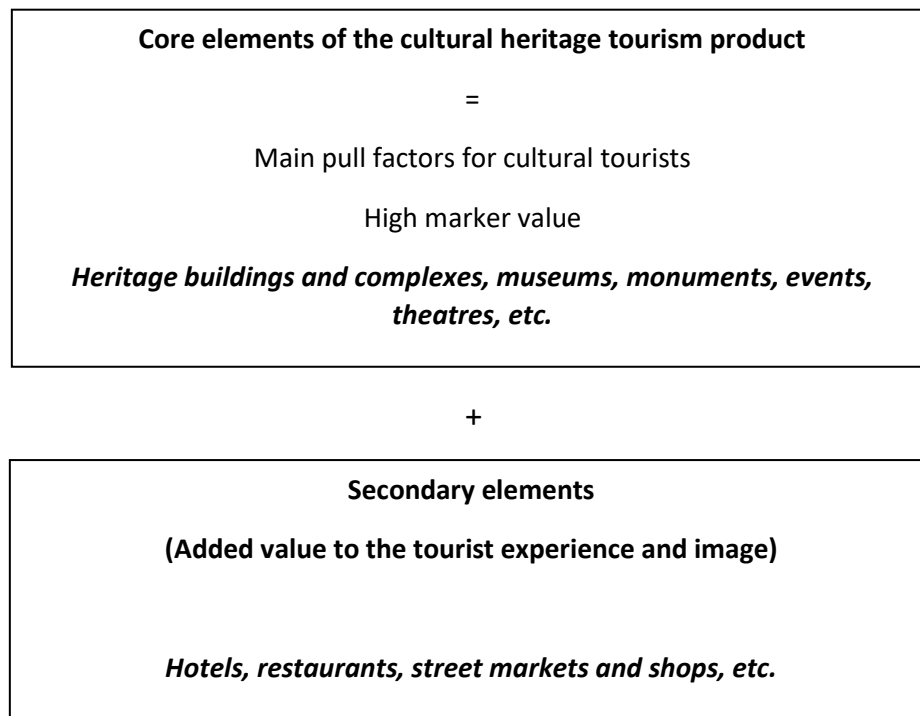 Core elements of the cultural heritage tourism product
=
Main pull factors for cultural tourists
High marker value
Heritage buildings and complexes, museums, monuments, events,
theatres, etc.
+
Secondary elements
(Added value to the tourist experience and image)
Hotels, restaurants, street markets and shops, etc.